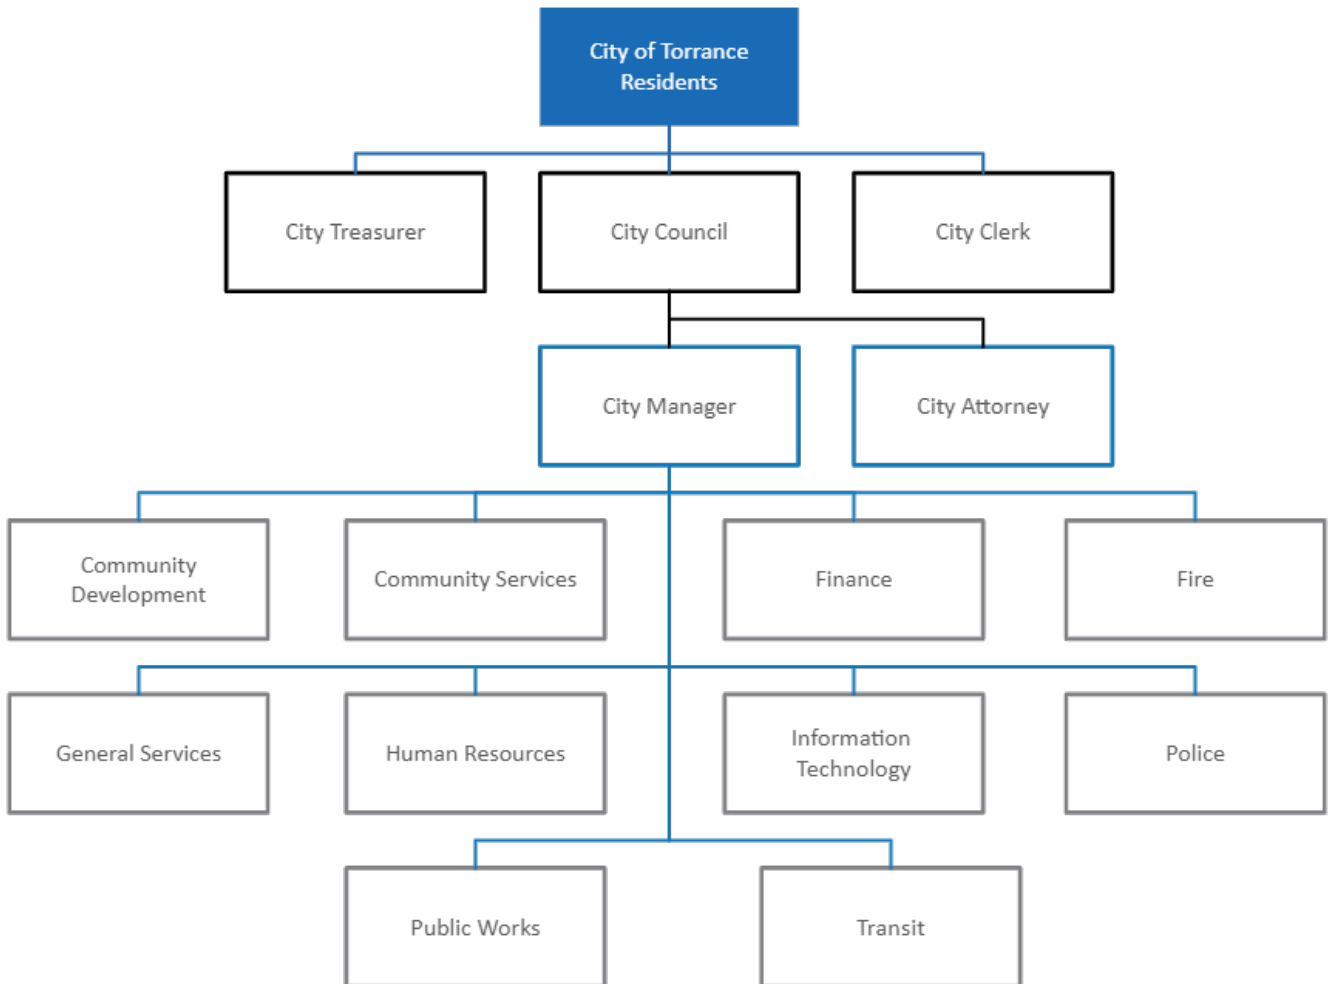 City of Torrance
Residents
City Treasurer
City Council
City Clerk
City Manager
City Attorney
Community
Development
Community Services
Finance
Fire
General Services
Human Resources
Information
Technology
Police
Public Works
Transit